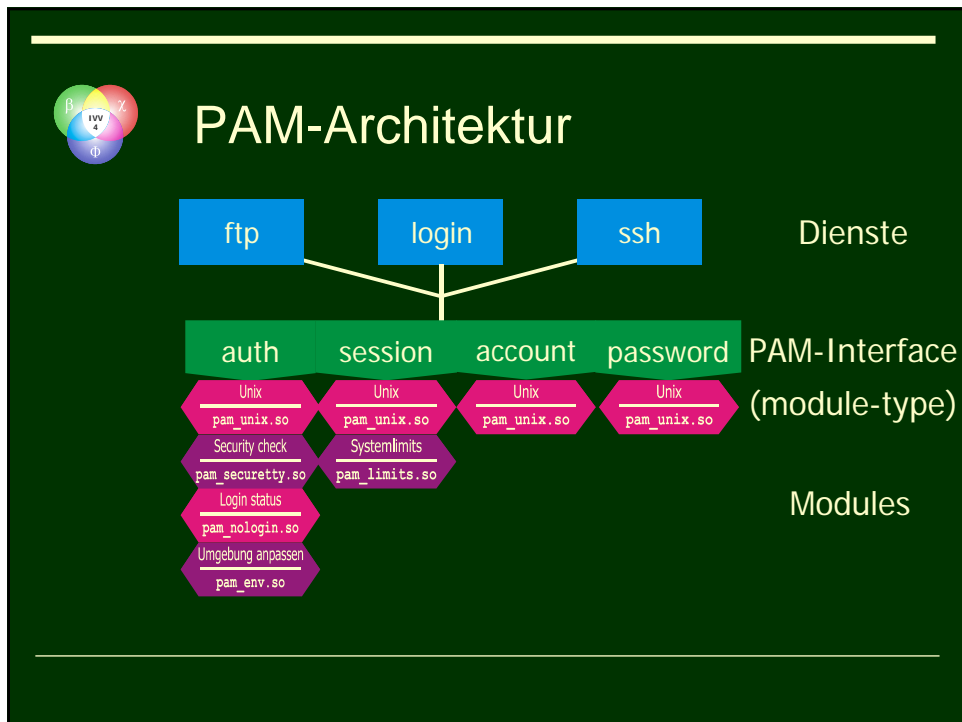 β χ
IVV
4
Φ
PAM-Architektur
ftp login ssh Dienste
auth session account password PAM-Interface
(module-type)
Unix Unix Unix Unix
pam_unix.so pam_unix.so pam_unix.so pam_unix.so
Security check Systemlimits
pam_securetty.so pam_limits.so
Modules
Login status
pam_nologin.so
Umgebung anpassen
pam_env.so